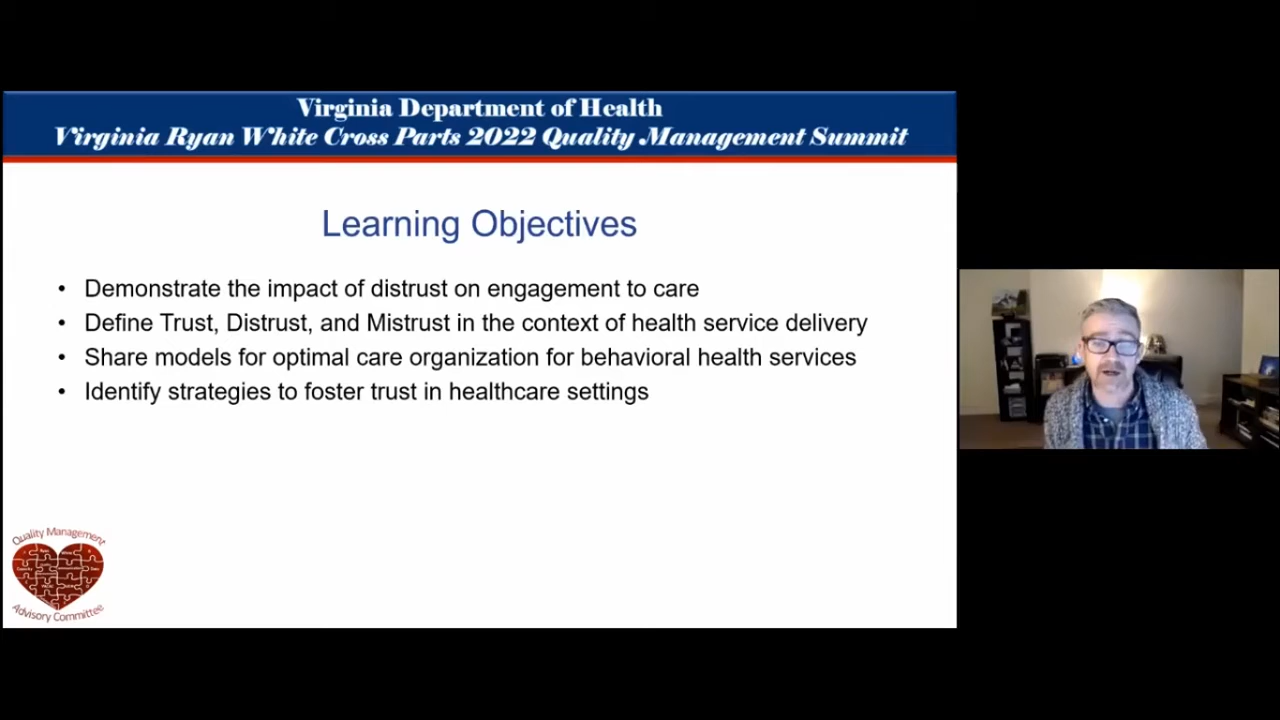 Virginia Department of Health
Virginia Ryan White Cross Parts 2022 Quality Management Summit
Learning Objectives
• Demonstrate the impact of distrust on engagement to care
• Define Trust, Distrust, and Mistrust in the context of health service delivery
• Share models for optimal care organization for behavioral health services
• Identify strategies to foster trust in healthcare settings
Quality Management
Advisory Committee